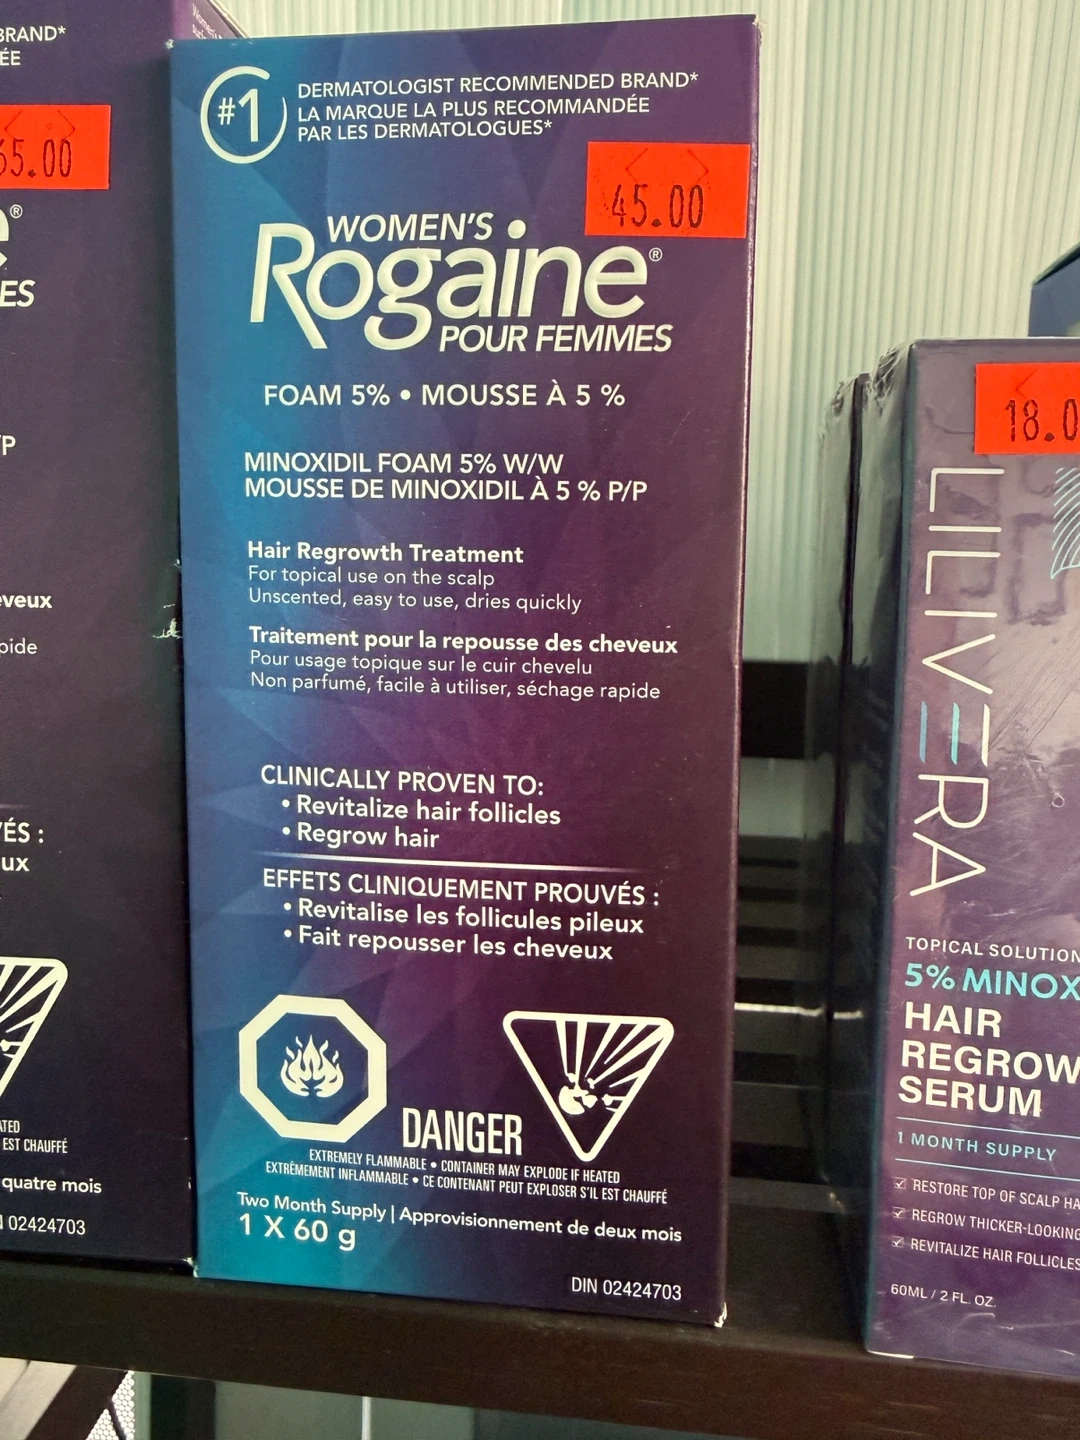 BRAND*
ÉE
65.00
®
ES
/P
eveux
pide
VÉS :
ux
EST CHAUFFÉ
quatre mois
02424703
#1
DERMATOLOGIST RECOMMENDED BRAND*
LA MARQUE LA PLUS RECOMMANDÉE
PAR LES DERMATOLOGUES*
45.00
WOMEN'S
Rogaine®
POUR FEMMES
FOAM 5% • MOUSSE À 5 %
MINOXIDIL FOAM 5% W/W
MOUSSE DE MINOXIDIL À 5 % P/P
Hair Regrowth Treatment
For topical use on the scalp
Unscented, easy to use, dries quickly
Traitement pour la repousse des cheveux
Pour usage topique sur le cuir chevelu
Non parfumé, facile à utiliser, séchage rapide
CLINICALLY PROVEN TO:
• Revitalize hair follicles
• Regrow hair
EFFETS CLINIQUEMENT PROUVÉS :
• Revitalise les follicules pileux
• Fait repousser les cheveux
DANGER
EXTREMELY FLAMMABLE • CONTAINER MAY EXPLODE IF HEATED
EXTRÊMEMENT INFLAMMABLE • CE CONTENANT PEUT EXPLOSER S'IL EST CHAUFFÉ
Two Month Supply | Approvisionnement de deux mois
1 X 60 g
DIN 02424703
18.0
LILIVERA
TOPICAL SOLUTION
5% MINOX
HAIR
REGROW
SERUM
1 MONTH SUPPLY
RESTORE TOP OF SCALP HA
REGROW THICKER-LOOKING
REVITALIZE HAIR FOLLICLES
60ML / 2 FL. OZ.